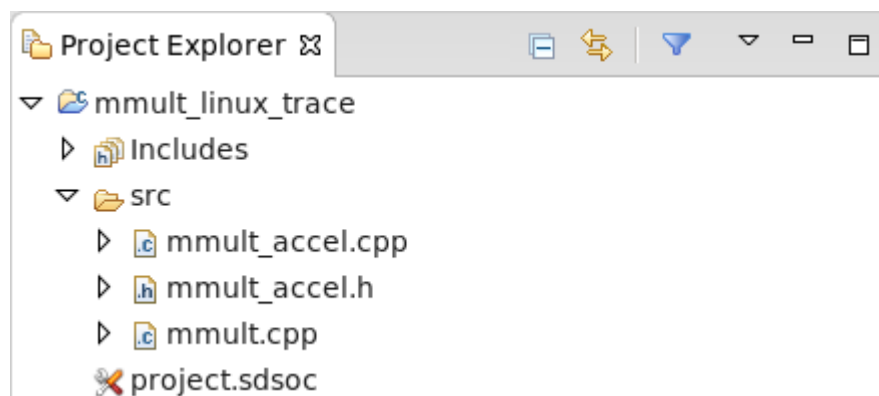 Project Explorer
mmult_linux_trace
Includes
src
mmult_accel.cpp
mmult_accel.h
mmult.cpp
project.sdsoc